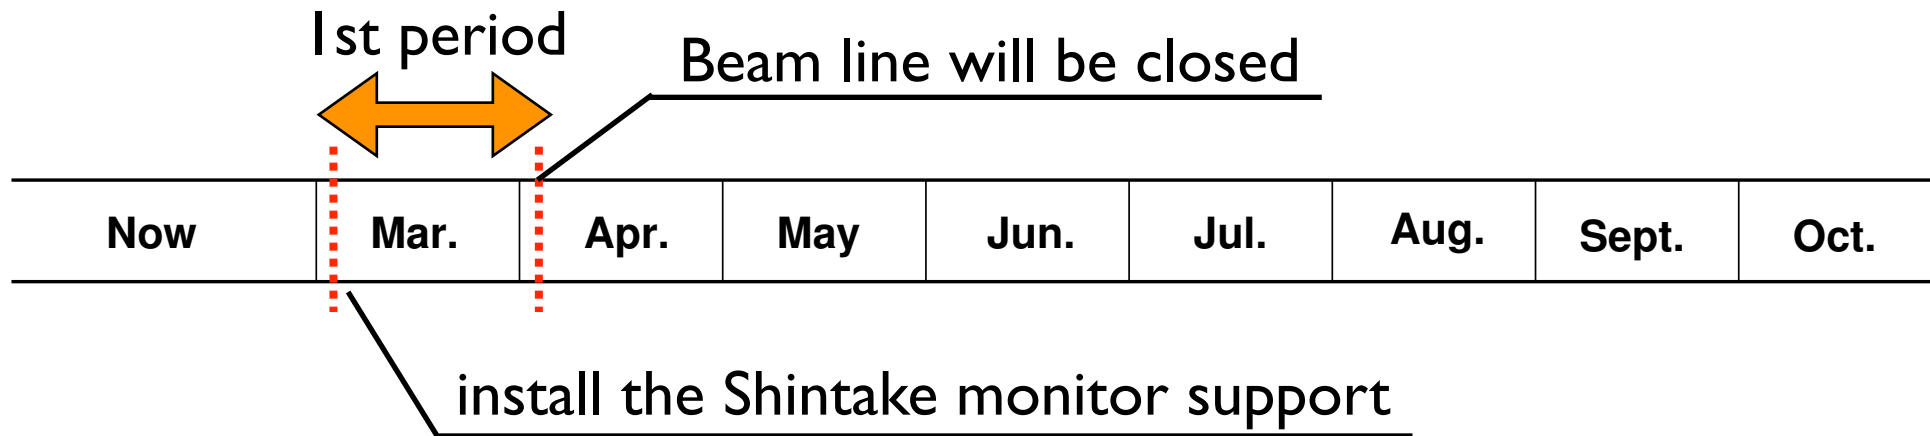 1st period
Beam line will be closed
Now Mar. Apr. May Jun. Jul. Aug. Sept. Oct.
install the Shintake monitor support